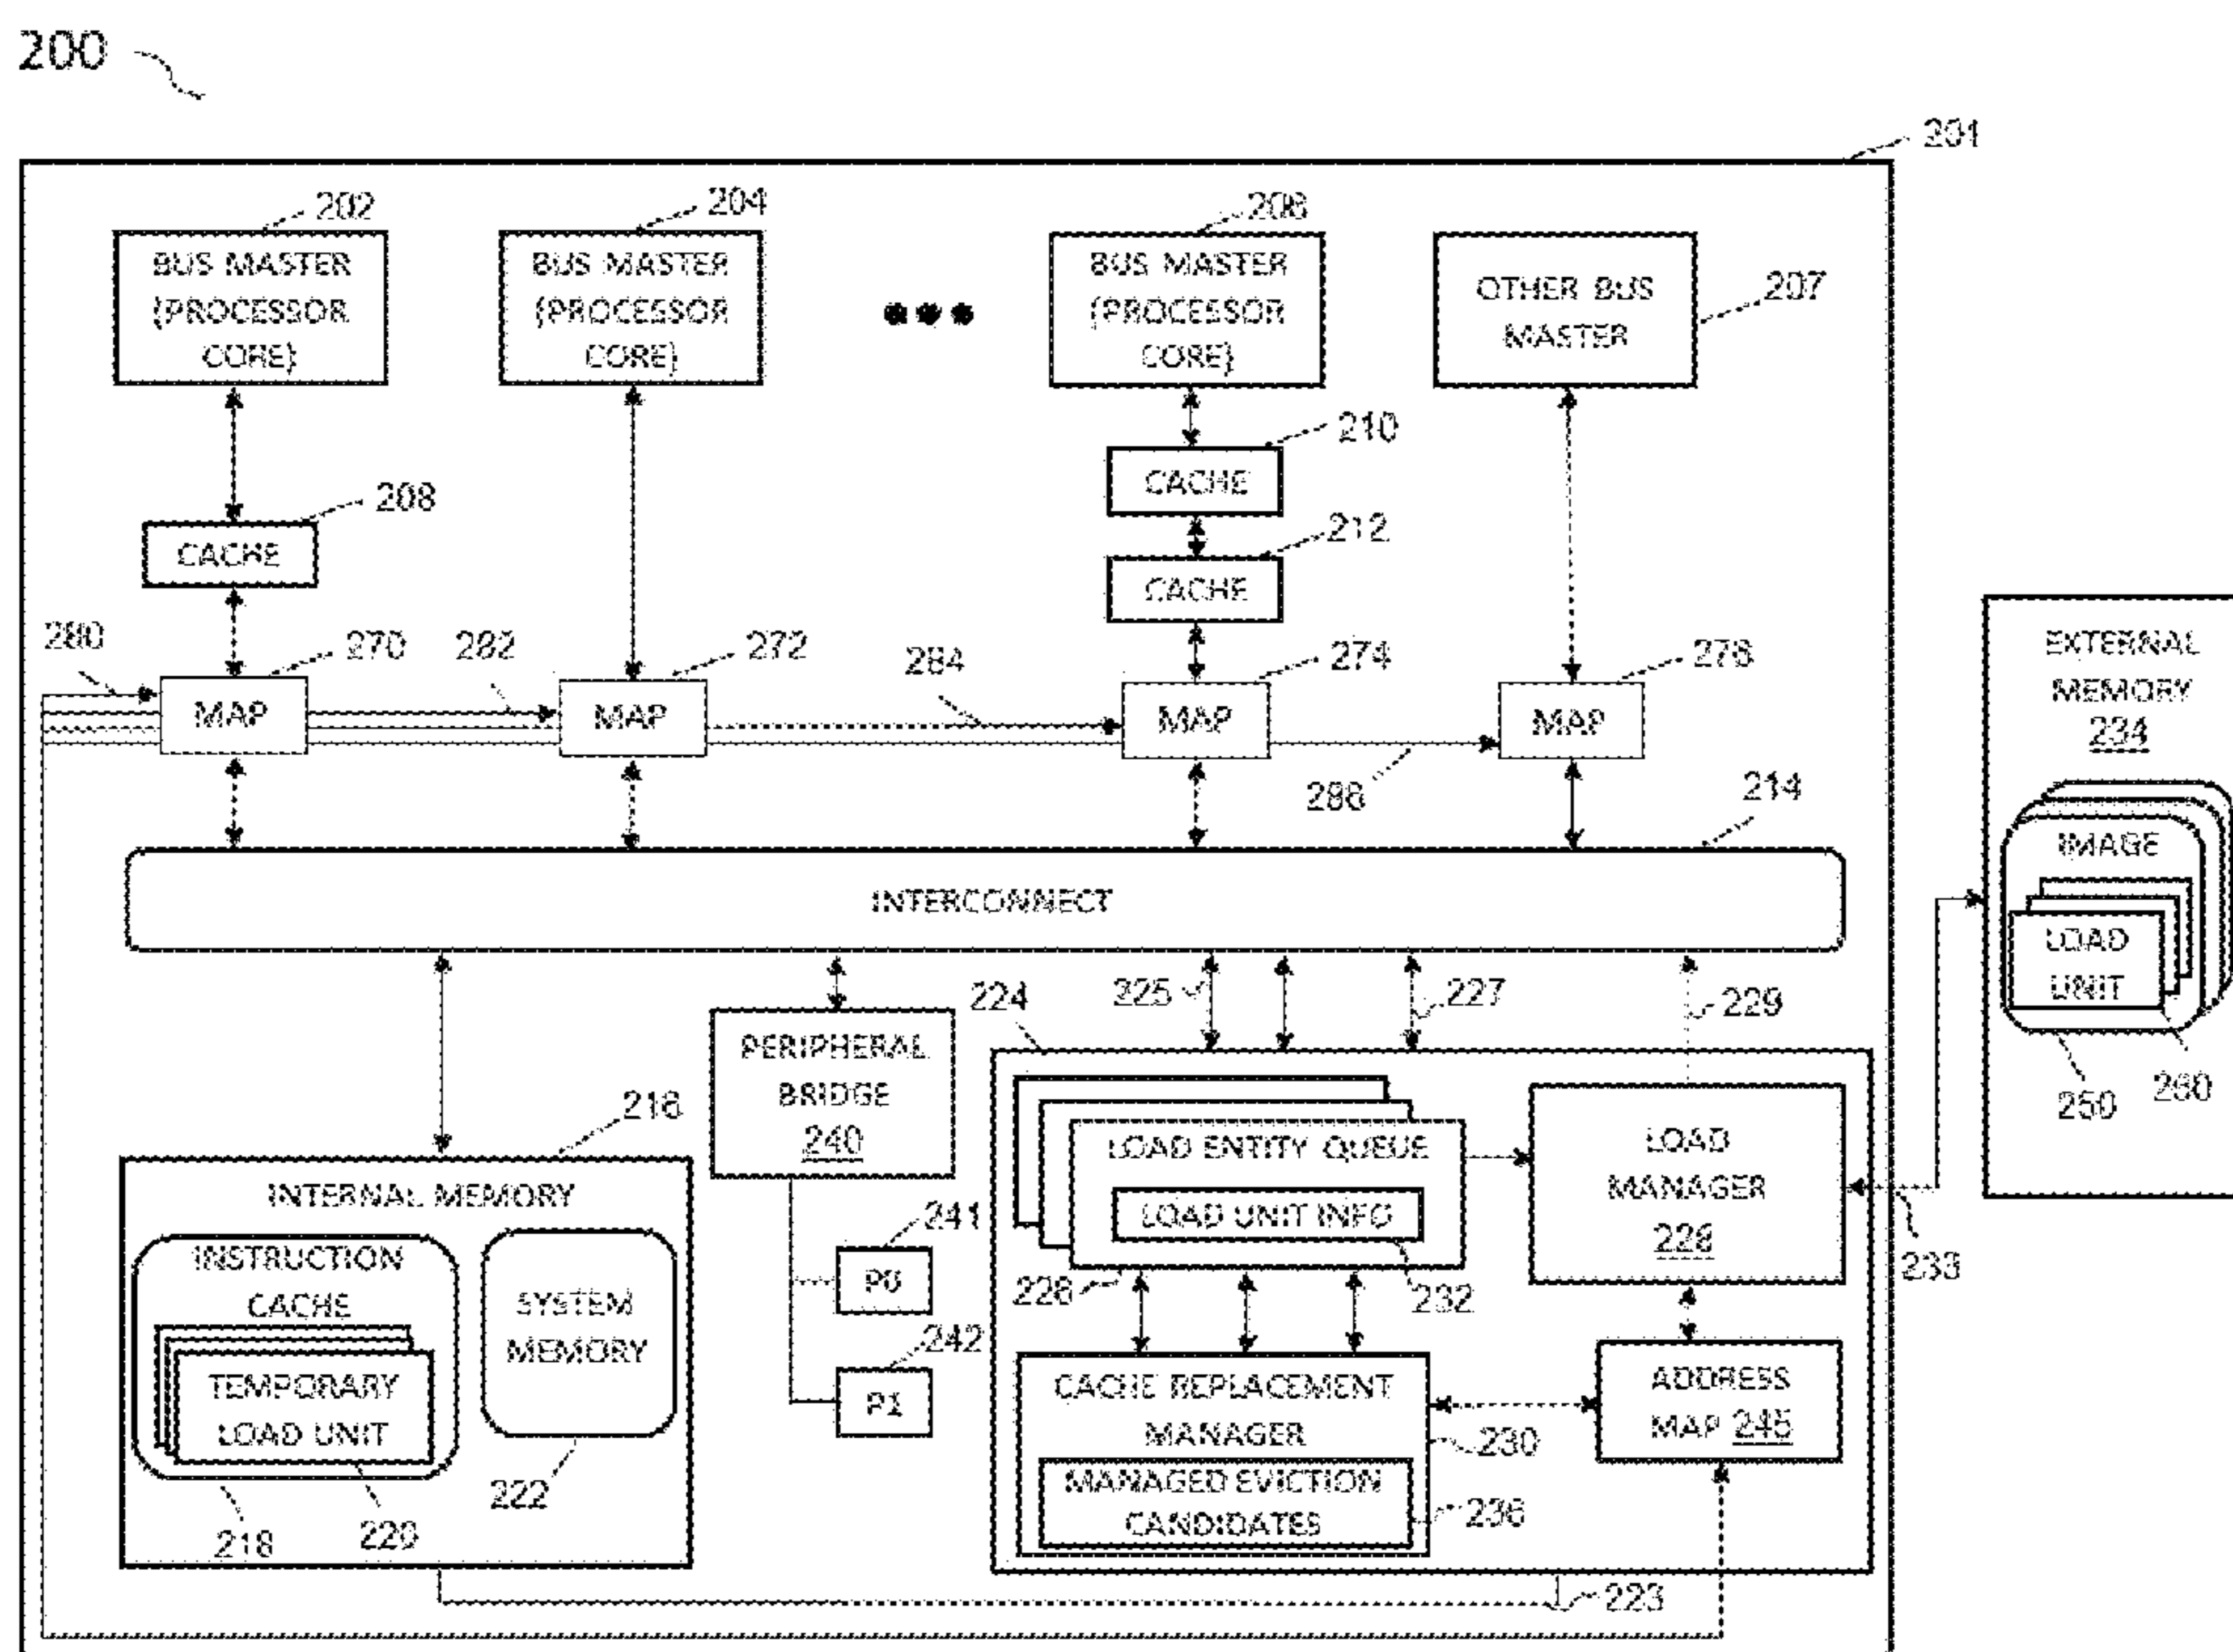 200
201
202
204
206
BUS MASTER
(PROCESSOR
CORE)
BUS MASTER
(PROCESSOR
CORE)
BUS MASTER
(PROCESSOR
CORE)
OTHER BUS
MASTER
207
208
CACHE
210
CACHE
212
CACHE
280
270
282
272
284
274
276
MAP
MAP
MAP
MAP
286
214
INTERCONNECT
EXTERNAL
MEMORY
234
IMAGE
LOAD
UNIT
250
260
224
225
227
229
PERIPHERAL
BRIDGE
240
241
P0
242
P1
216
INTERNAL MEMORY
INSTRUCTION
CACHE
TEMPORARY
LOAD UNIT
218
220
SYSTEM
MEMORY
222
LOAD ENTITY QUEUE
LOAD UNIT INFO
228
232
LOAD
MANAGER
226
233
CACHE REPLACEMENT
MANAGER
230
MANAGED EVICTION
CANDIDATES
236
ADDRESS
MAP 245
223